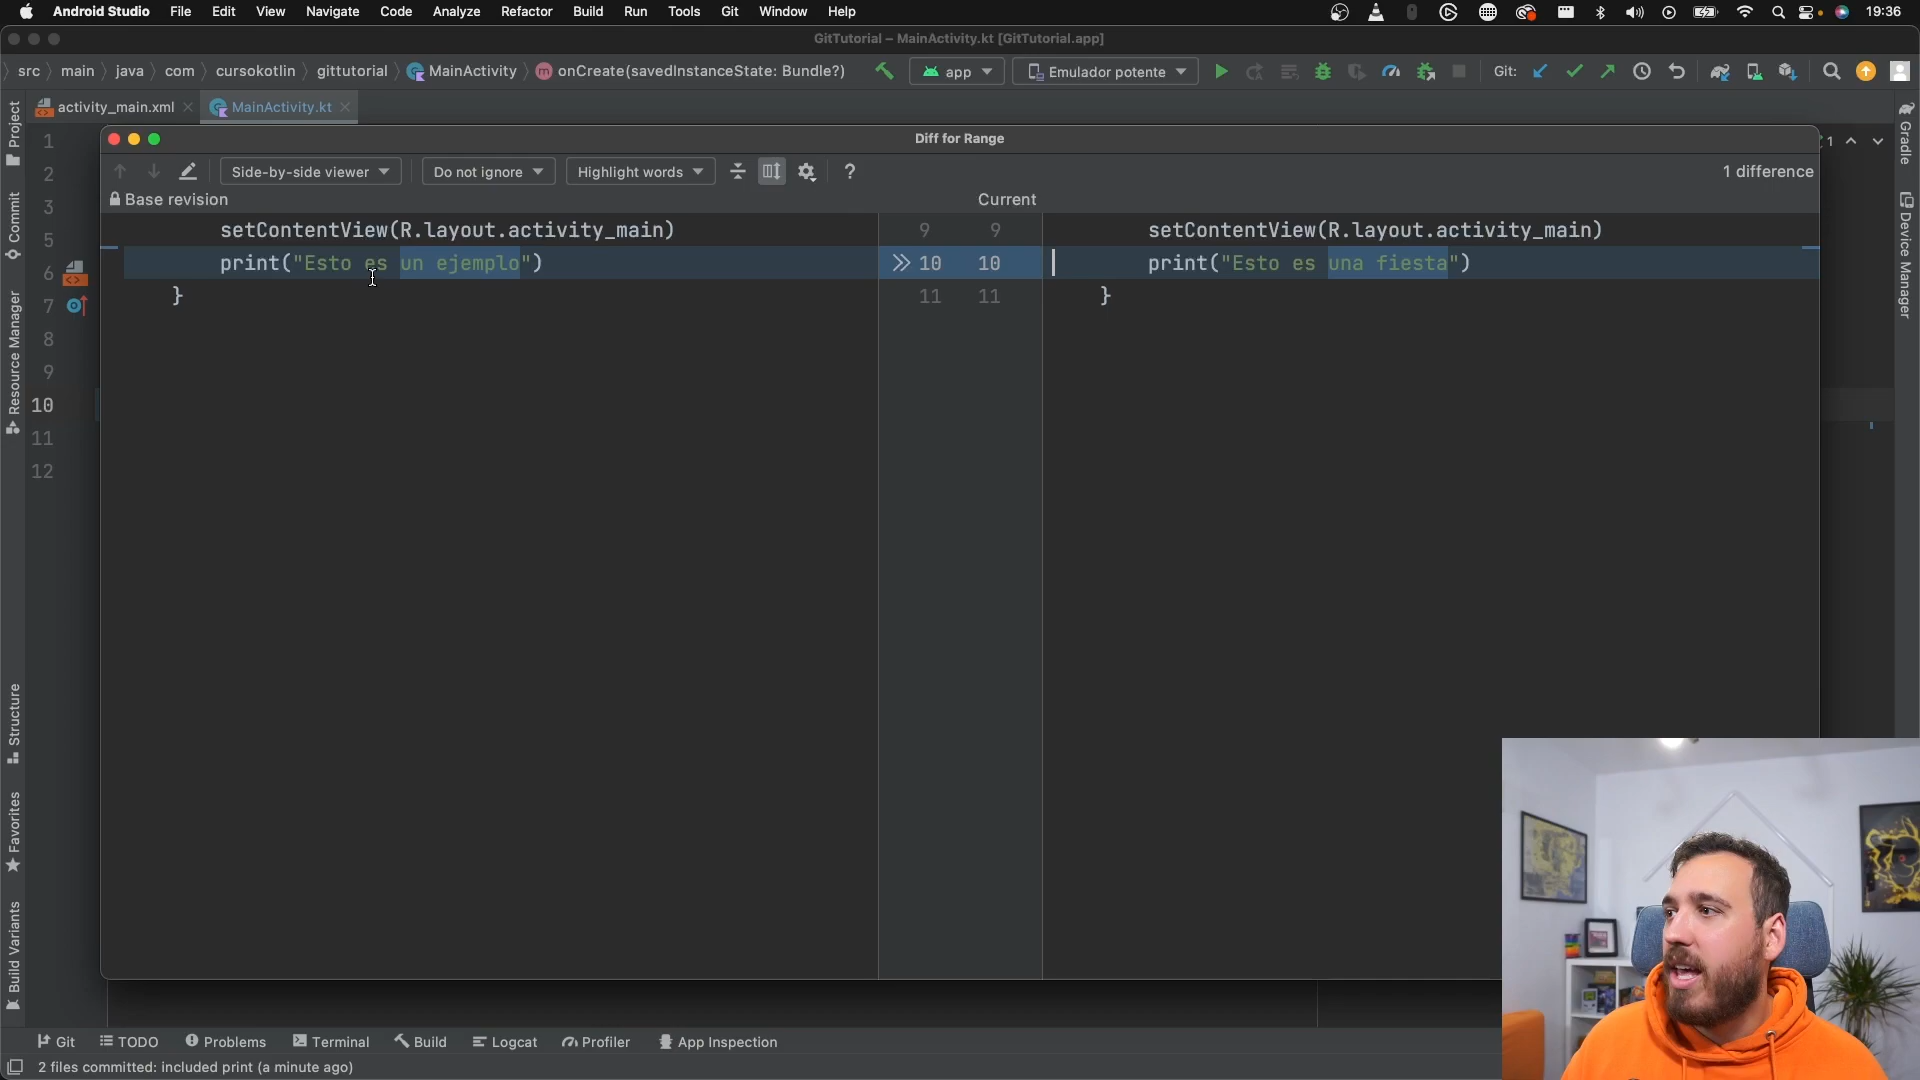 Android Studio File Edit View Navigate Code Analyze Refactor Build Run Tools Git Window Help 19:36
GitTutorial – MainActivity.kt [GitTutorial.app]
src main java com cursokotlin gittutorial MainActivity onCreate(savedInstanceState: Bundle?) app Emulador potente Git:
activity_main.xml MainActivity.kt
Diff for Range
Side-by-side viewer Do not ignore Highlight words ? 1 difference
Base revision Current
setContentView(R.layout.activity_main) 9 9 setContentView(R.layout.activity_main)
print("Esto es un ejemplo") 10 10 print("Esto es una fiesta")
} 11 11 }
1
2
3
5
6
7
8
9
10
11
12
1
Project
Commit
Resource Manager
Structure
Favorites
Build Variants
Gradle
Device Manager
Git TODO Problems Terminal Build Logcat Profiler App Inspection
2 files committed: included print (a minute ago)